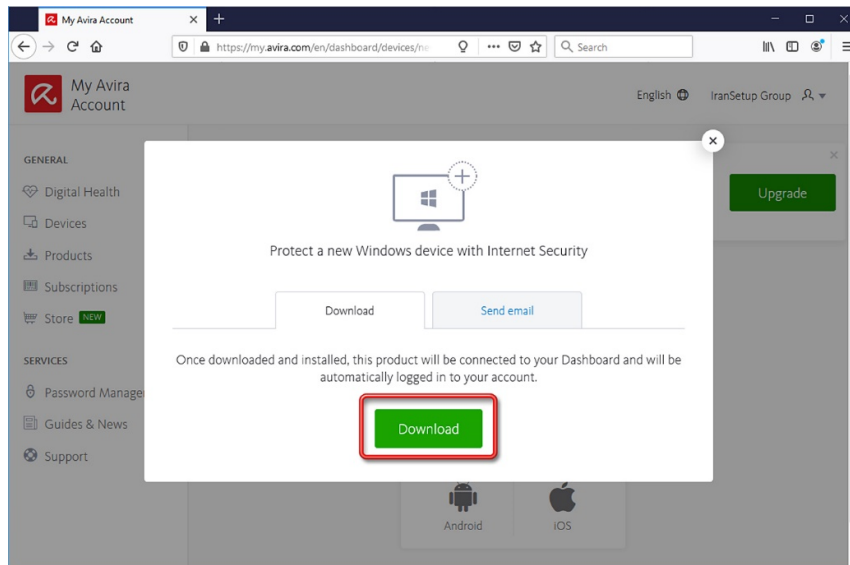 My Avira Account
https://my.avira.com/en/dashboard/devices/ne
Search
My Avira
Account
English
IranSetup Group
GENERAL
Digital Health
Devices
Products
Subscriptions
Store NEW
SERVICES
Password Manage
Guides & News
Support
Upgrade
Protect a new Windows device with Internet Security
Download
Send email
Once downloaded and installed, this product will be connected to your Dashboard and will be
automatically logged in to your account.
Download
Android
iOS